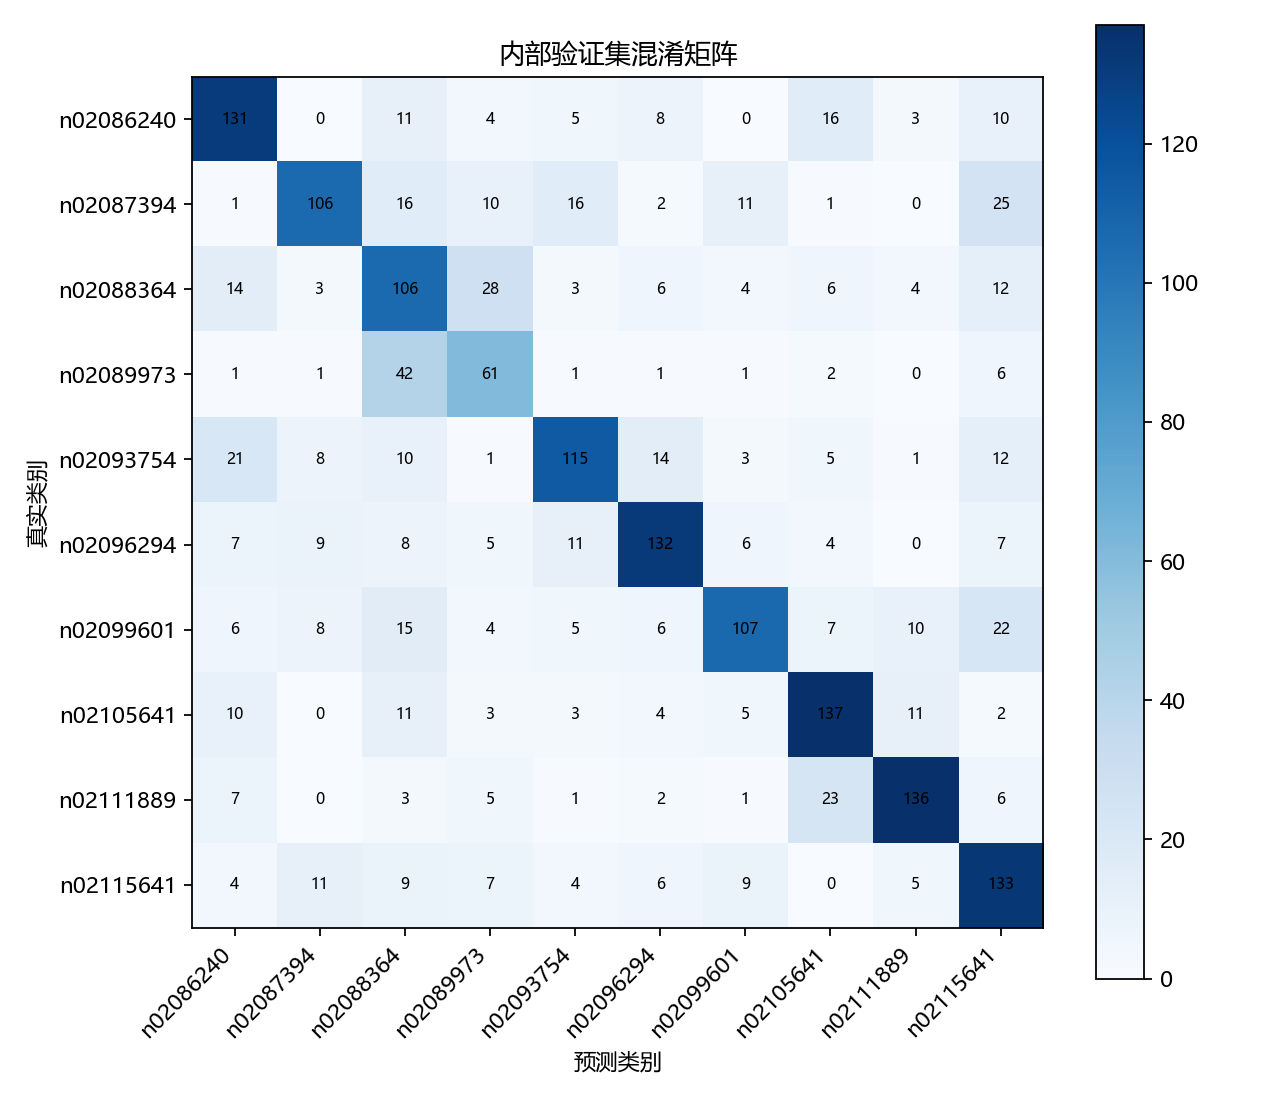 内部验证集混淆矩阵
n02086240 131 0 11 4 5 8 0 16 3 10
n02087394 1 106 16 10 16 2 11 1 0 25
n02088364 14 3 106 28 3 6 4 6 4 12
n02089973 1 1 42 61 1 1 1 2 0 6
n02093754 21 8 10 1 115 14 3 5 1 12
n02096294 7 9 8 5 11 132 6 4 0 7
n02099601 6 8 15 4 5 6 107 7 10 22
n02105641 10 0 11 3 3 4 5 137 11 2
n02111889 7 0 3 5 1 2 1 23 136 6
n02115641 4 11 9 7 4 6 9 0 5 133
真实类别
n02086240 n02087394 n02088364 n02089973 n02093754 n02096294 n02099601 n02105641 n02111889 n02115641
预测类别
120
100
80
60
40
20
0